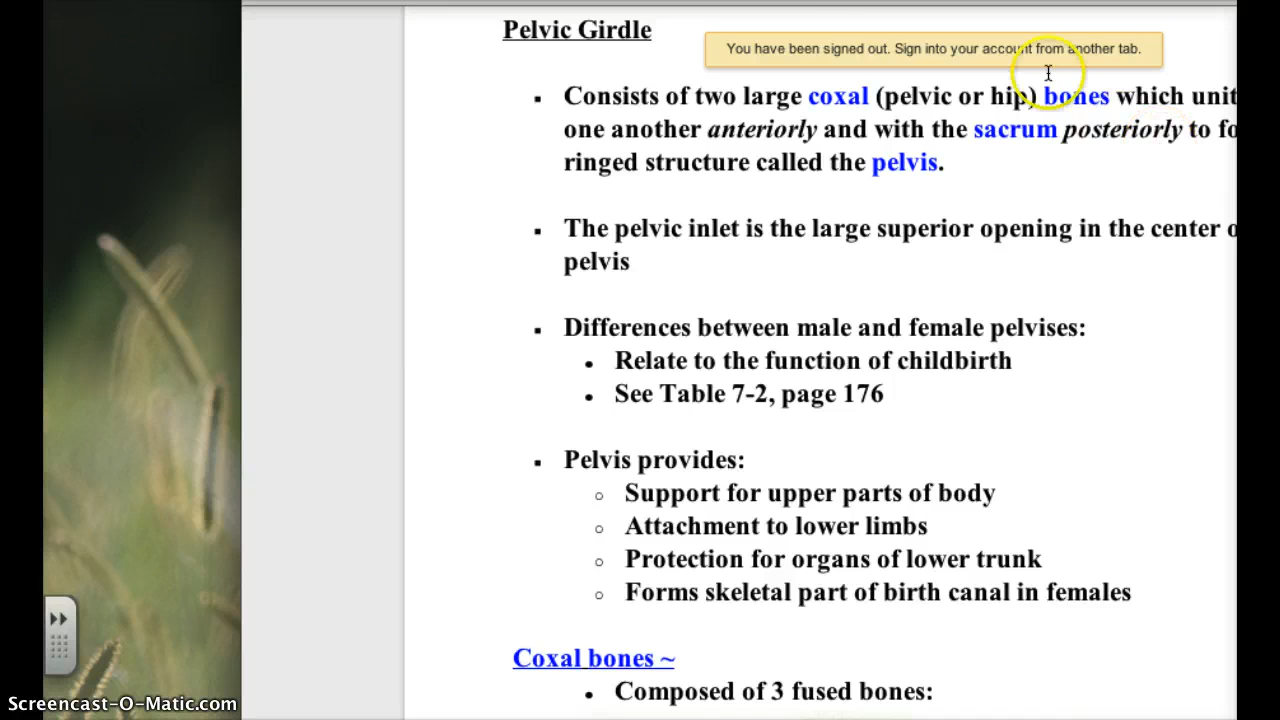 Pelvic Girdle
You have been signed out. Sign into your account from another tab.
▪ Consists of two large coxal (pelvic or hip) bones which unit
one another anteriorly and with the sacrum posteriorly to fo
ringed structure called the pelvis.
▪ The pelvic inlet is the large superior opening in the center o
pelvis
▪ Differences between male and female pelvises:
• Relate to the function of childbirth
• See Table 7-2, page 176
▪ Pelvis provides:
○ Support for upper parts of body
○ Attachment to lower limbs
○ Protection for organs of lower trunk
○ Forms skeletal part of birth canal in females
Coxal bones ~
• Composed of 3 fused bones:
Screencast-O-Matic.com